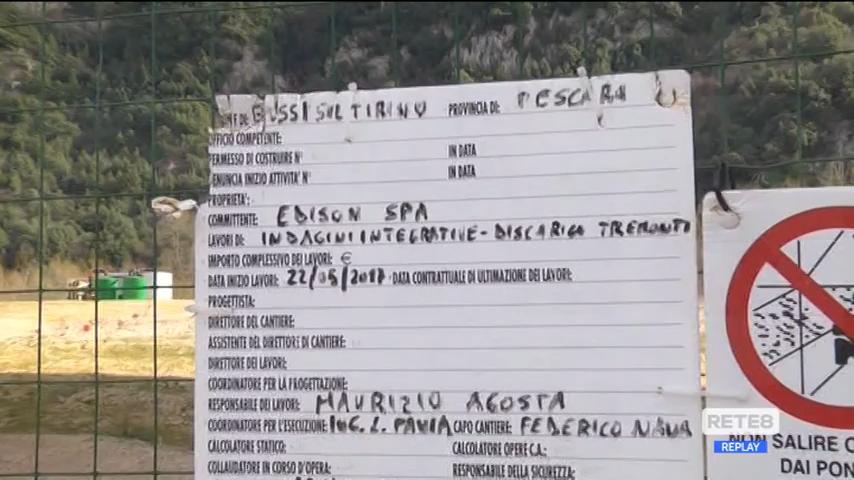 BUSSI SUL TIRINO PROVINCIA DI: PESCARA
UFFICIO COMPETENTE:
PERMESSO DI COSTRUIRE N° IN DATA
DENUNCIA INIZIO ATTIVITA' N° IN DATA
PROPRIETA':
COMMITTENTE: EDISON SPA
LAVORI DI: INDAGINI INTEGRATIVE - DISCARICA TREMONTI
IMPORTO COMPLESSIVO DEI LAVORI: €
DATA INIZIO LAVORI: 22/05/2017 DATA CONTRATTUALE DI ULTIMAZIONE DEI LAVORI:
PROGETTISTA:
DIRETTORE DEL CANTIERE:
ASSISTENTE DEL DIRETTORE DI CANTIERE:
DIRETTORE DEI LAVORI:
COORDINATORE PER LA PROGETTAZIONE:
RESPONSABILE DEI LAVORI: MAURIZIO AGOSTA
COORDINATORE PER L'ESECUZIONE: ING. L. PAVIA CAPO CANTIERE: FEDERICO NAVA
CALCOLATORE STATICO: CALCOLATORE OPERE C.A.:
COLLAUDATORE IN CORSO D'OPERA: RESPONSABILE DELLA SICUREZZA:
NON SALIRE
DAI PON
RETE8
REPLAY